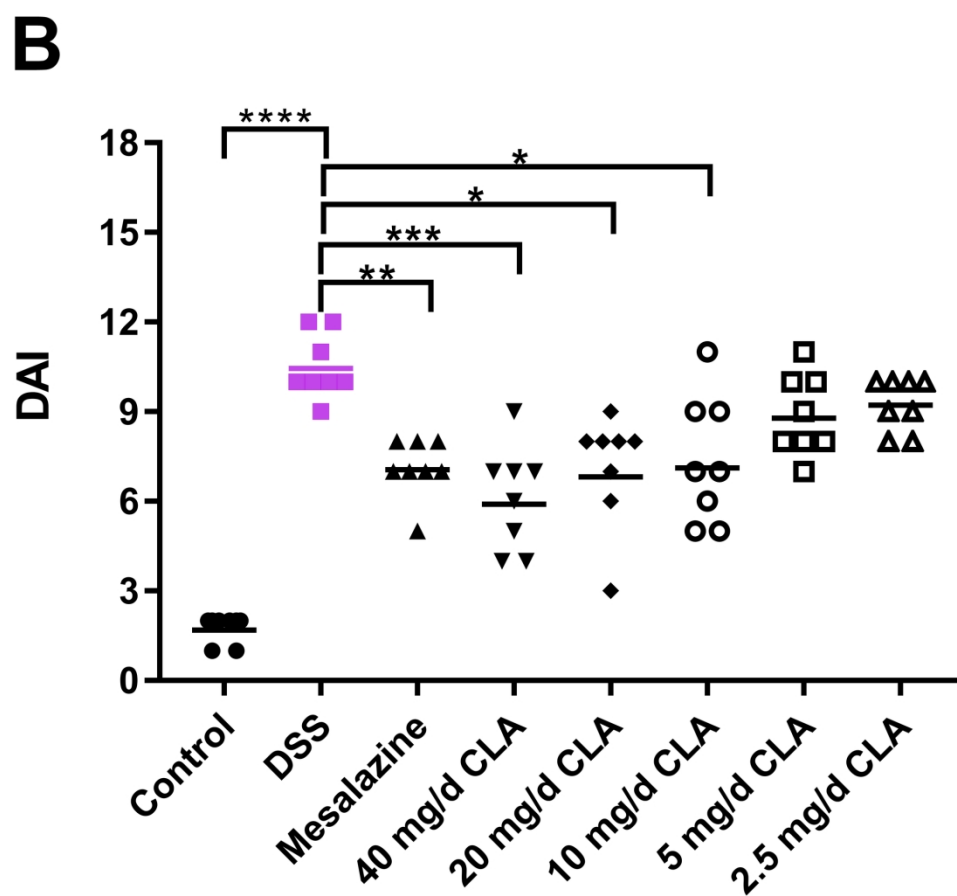 B
****
18
*
*
15
***
**
12
DAI
9
6
3
0
Control
DSS
Mesalazine
40 mg/d CLA
20 mg/d CLA
10 mg/d CLA
5 mg/d CLA
2.5 mg/d CLA